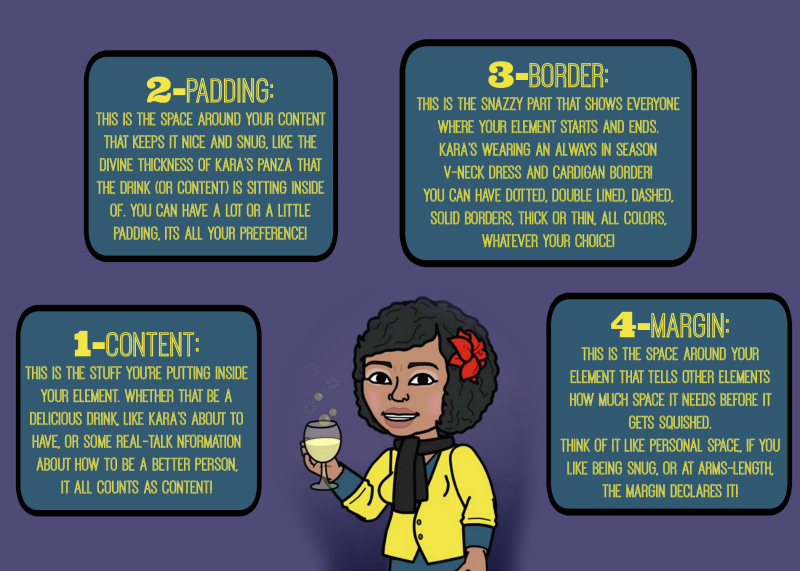 2-PADDING:
THIS IS THE SPACE AROUND YOUR CONTENT
THAT KEEPS IT NICE AND SNUG, LIKE THE
DIVINE THICKNESS OF KARA'S PANZA THAT
THE DRINK (OR CONTENT) IS SITTING INSIDE
OF. YOU CAN HAVE A LOT OR A LITTLE
PADDING, ITS ALL YOUR PREFERENCE!
3-BORDER:
THIS IS THE SNAZZY PART THAT SHOWS EVERYONE
WHERE YOUR ELEMENT STARTS AND ENDS.
KARA'S WEARING AN ALWAYS IN SEASON
V-NECK DRESS AND CARDIGAN BORDER!
YOU CAN HAVE DOTTED, DOUBLE LINED, DASHED,
SOLID BORDERS, THICK OR THIN, ALL COLORS,
WHATEVER YOUR CHOICE!
1-CONTENT:
THIS IS THE STUFF YOU'RE PUTTING INSIDE
YOUR ELEMENT. WHETHER THAT BE A
DELICIOUS DRINK, LIKE KARA'S ABOUT TO
HAVE, OR SOME REAL-TALK NFORMATION
ABOUT HOW TO BE A BETTER PERSON,
IT ALL COUNTS AS CONTENT!
4-MARGIN:
THIS IS THE SPACE AROUND YOUR
ELEMENT THAT TELLS OTHER ELEMENTS
HOW MUCH SPACE IT NEEDS BEFORE IT
GETS SQUISHED.
THINK OF IT LIKE PERSONAL SPACE, IF YOU
LIKE BEING SNUG, OR AT ARMS-LENGTH,
THE MARGIN DECLARES IT!